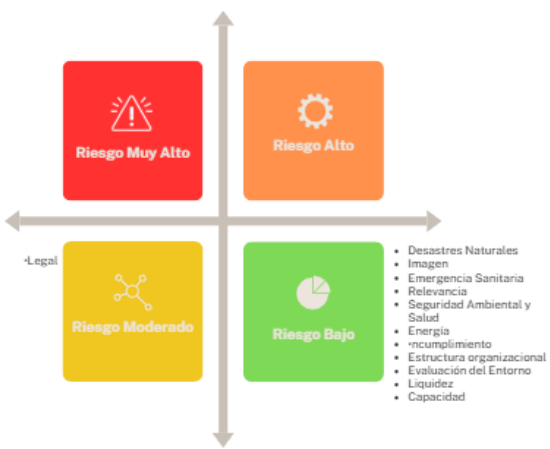 Riesgo Muy Alto
Riesgo Alto
•Legal
Riesgo Moderado
Riesgo Bajo
• Desastres Naturales
• Imagen
• Emergencia Sanitaria
• Relevancia
• Seguridad Ambiental y
Salud
• Energía
• •ncumplimiento
• Estructura organizacional
• Evaluación del Entorno
• Liquidez
• Capacidad